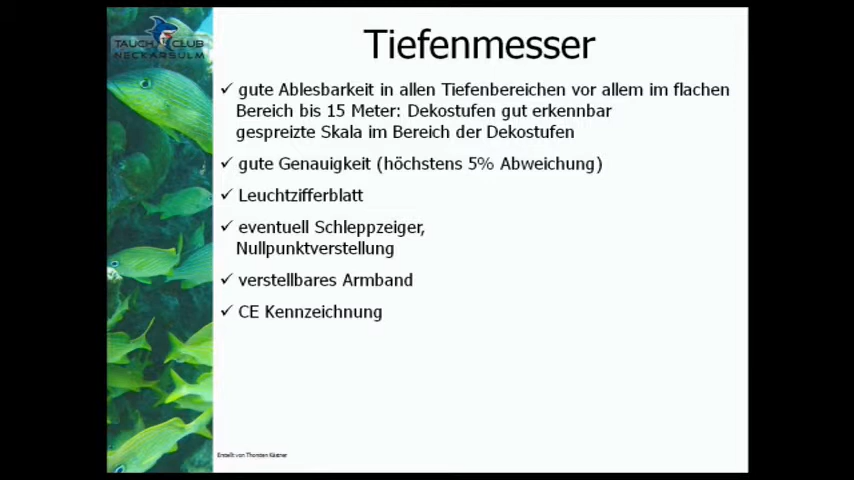 TAUCH CLUB
NECKARSULM
Tiefenmesser
✓ gute Ablesbarkeit in allen Tiefenbereichen vor allem im flachen
Bereich bis 15 Meter: Dekostufen gut erkennbar
gespreizte Skala im Bereich der Dekostufen
✓ gute Genauigkeit (höchstens 5% Abweichung)
✓ Leuchtzifferblatt
✓ eventuell Schleppzeiger,
Nullpunktverstellung
✓ verstellbares Armband
✓ CE Kennzeichnung
Erstellt von Thorsten Kästner